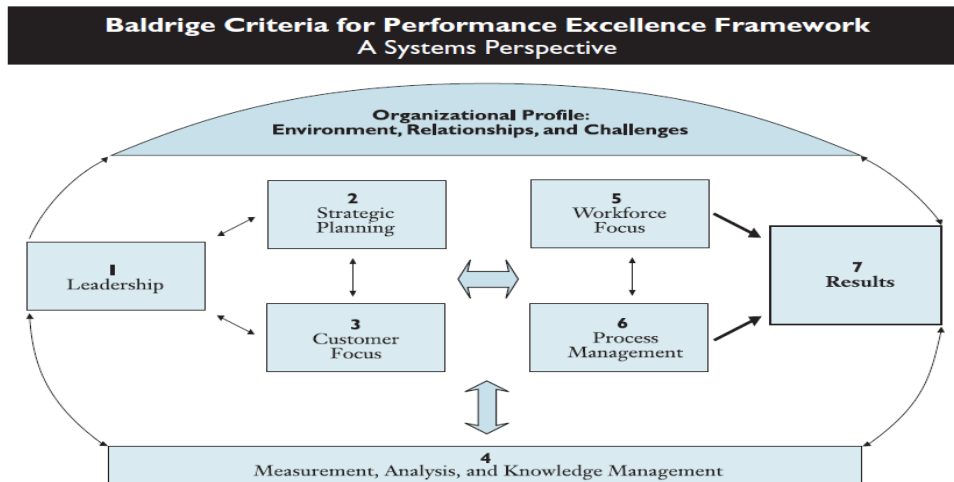 Baldrige Criteria for Performance Excellence Framework
A Systems Perspective
Organizational Profile:
Environment, Relationships, and Challenges
2
Strategic
Planning
5
Workforce
Focus
1
Leadership
7
Results
3
Customer
Focus
6
Process
Management
4
Measurement, Analysis, and Knowledge Management